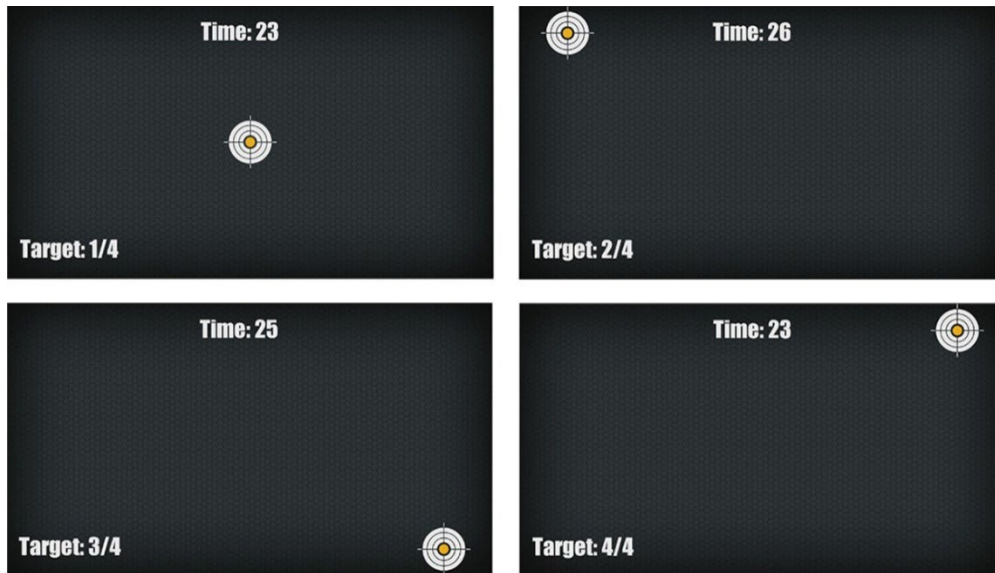 Time: 23
Target: 1/4
Time: 26
Target: 2/4
Time: 25
Target: 3/4
Time: 23
Target: 4/4